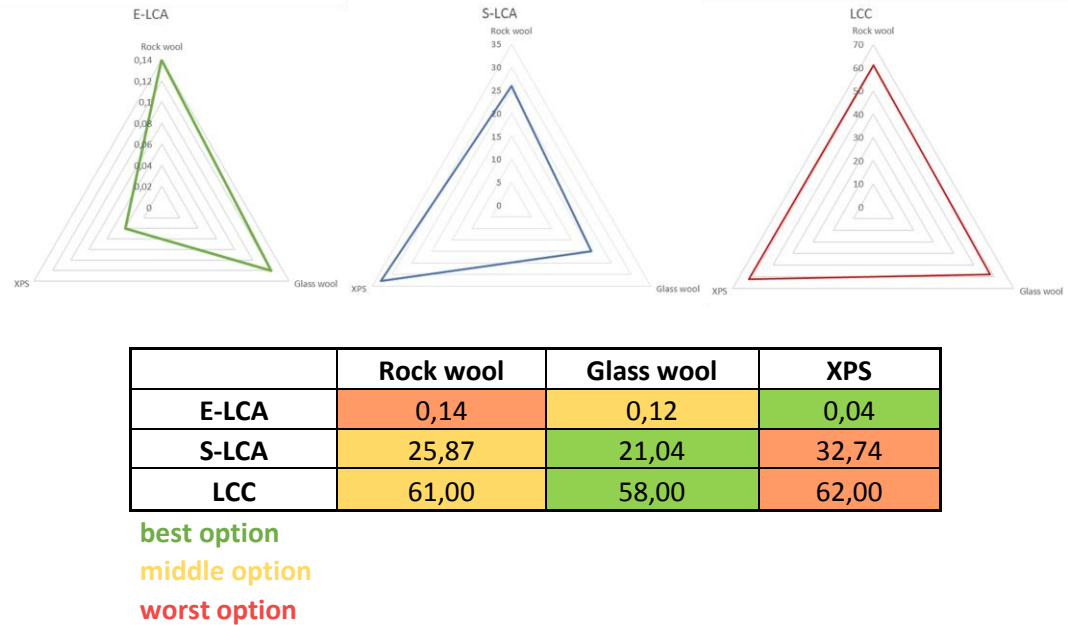 E-LCA
Rock wool
0,14
0,12
0,1
0,08
0,06
0,04
0,02
0
XPS
Glass wool
S-LCA
Rock wool
35
30
25
20
15
10
5
0
XPS
Glass wool
LCC
Rock wool
70
60
50
40
30
20
10
0
XPS
Glass wool
Rock wool Glass wool XPS
E-LCA 0,14 0,12 0,04
S-LCA 25,87 21,04 32,74
LCC 61,00 58,00 62,00
best option
middle option
worst option